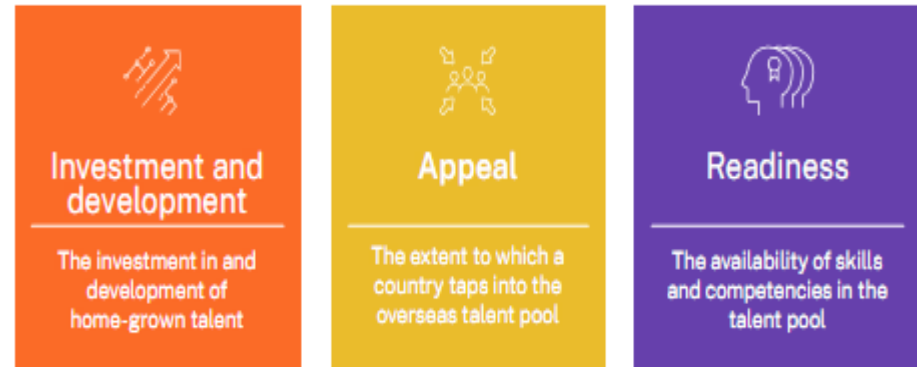 Investment and
development
The investment in and
development of
home-grown talent
Appeal
The extent to which a
country taps into the
overseas talent pool
Readiness
The availability of skills
and competencies in the
talent pool